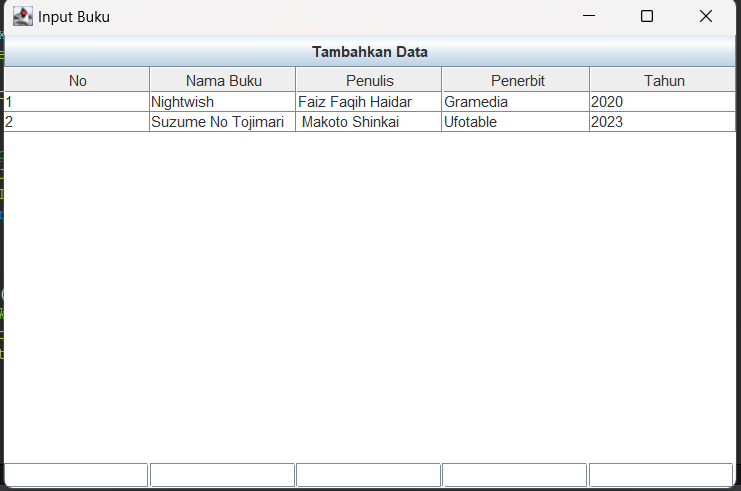 Input Buku
Tambahkan Data
No Nama Buku Penulis Penerbit Tahun
1 Nightwish Faiz Faqih Haidar Gramedia 2020
2 Suzume No Tojimari Makoto Shinkai Ufotable 2023